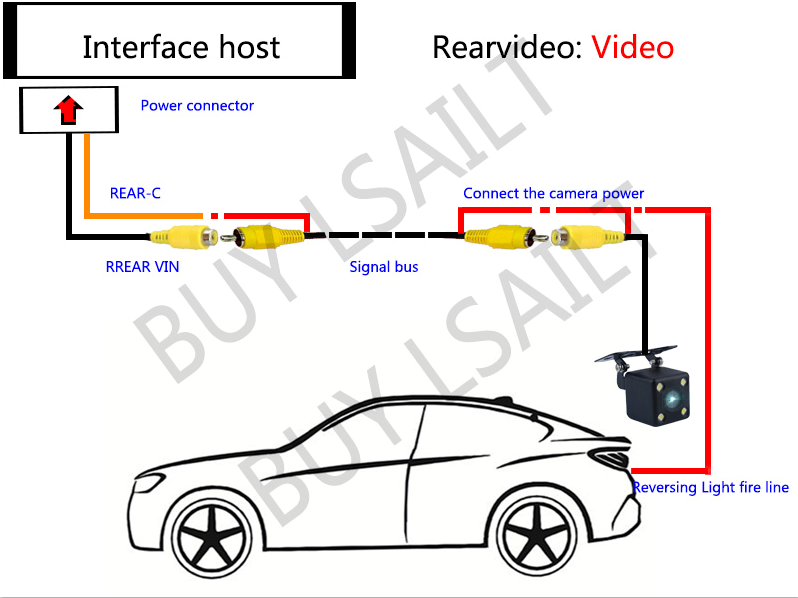 Interface host
Rearvideo: Video
Power connector
REAR-C
Connect the camera power
RREAR VIN
Signal bus
Reversing Light fire line
BUY LSAILT
BUY LSAILT